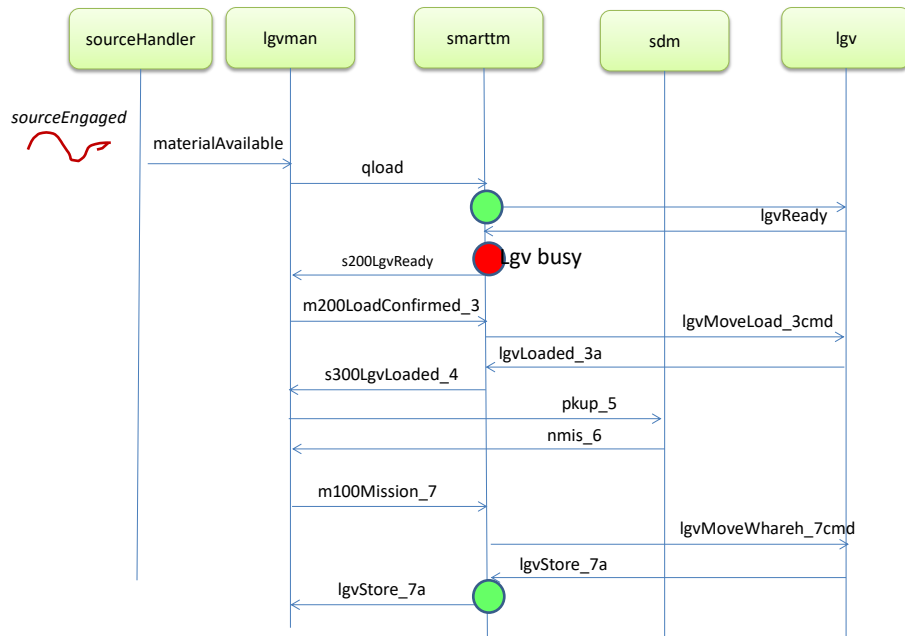 sourceHandler
lgvman
smarttm
sdm
lgv
sourceEngaged
materialAvailable
qload
lgvReady
Lgv busy
s200LgvReady
m200LoadConfirmed_3
lgvMoveLoad_3cmd
lgvLoaded_3a
s300LgvLoaded_4
pkup_5
nmis_6
m100Mission_7
lgvMoveWhareh_7cmd
lgvStore_7a
lgvStore_7a